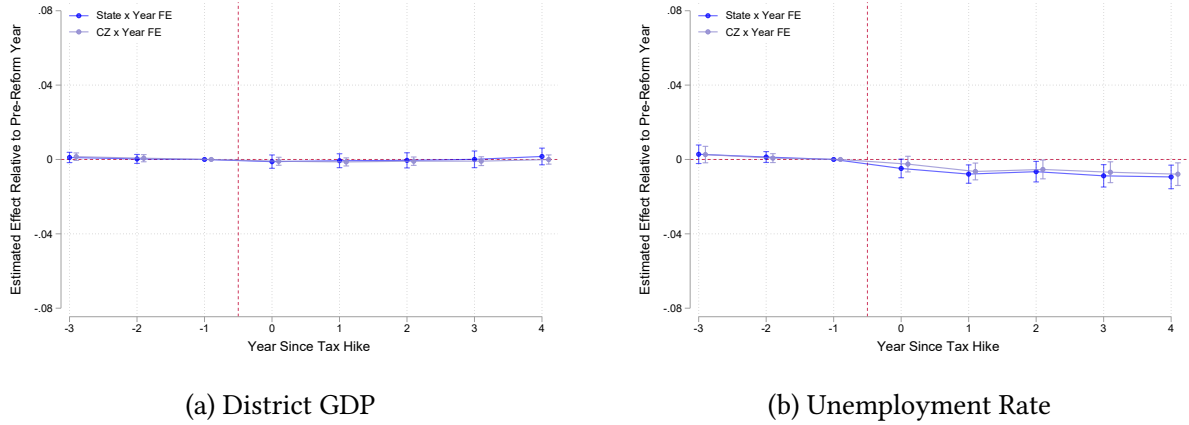 State x Year FE
CZ x Year FE
Estimated Effect Relative to Pre-Reform Year
.08
.04
0
-.04
-.08
-3 -2 -1 0 1 2 3 4
Year Since Tax Hike
(a) District GDP
State x Year FE
CZ x Year FE
Estimated Effect Relative to Pre-Reform Year
.08
.04
0
-.04
-.08
-3 -2 -1 0 1 2 3 4
Year Since Tax Hike
(b) Unemployment Rate